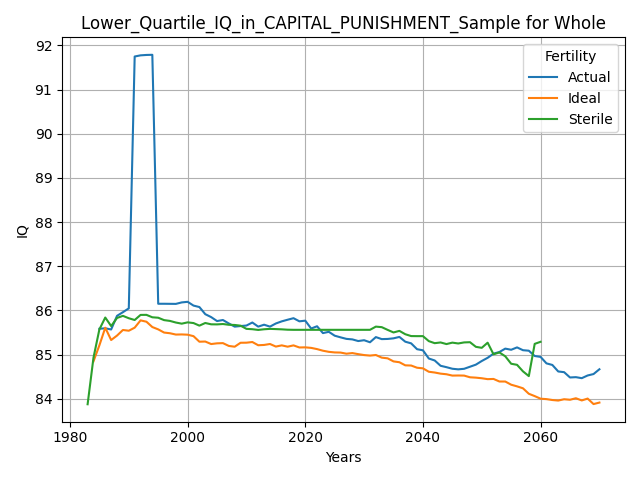 Lower_Quartile_IQ_in_CAPITAL_PUNISHMENT_Sample for Whole
Fertility
Actual
Ideal
Sterile
IQ
92
91
90
89
88
87
86
85
84
1980
2000
2020
2040
2060
Years